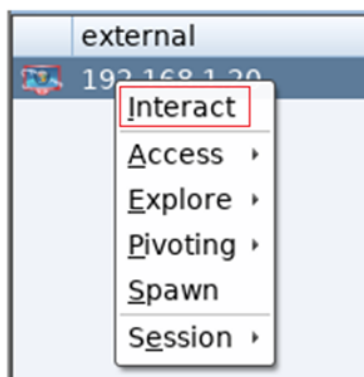 external
192.168.1.20
Interact
Access
Explore
Pivoting
Spawn
Session